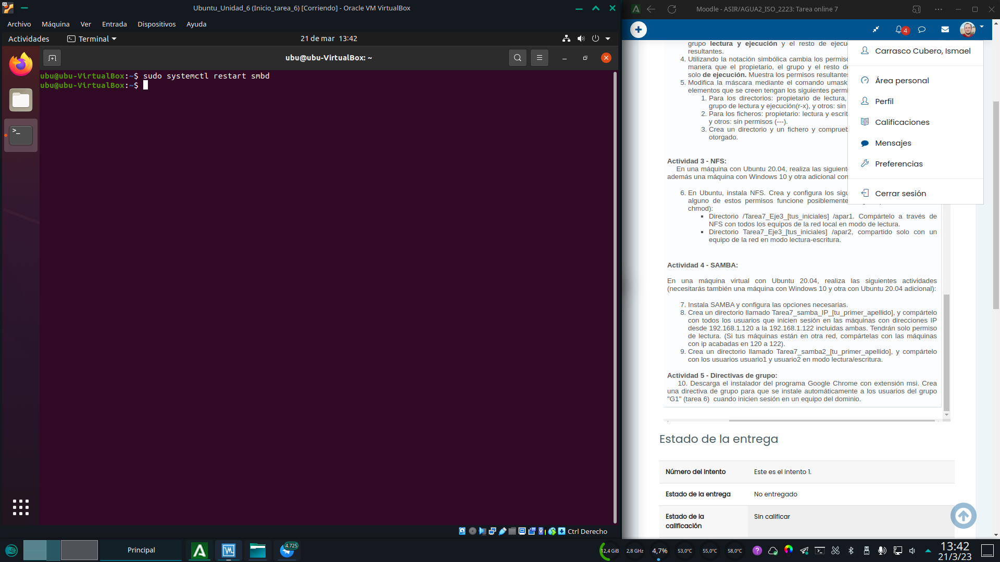 Ubuntu_Unidad_6 (Inicio_tarea_6) [Corriendo] - Oracle VM VirtualBox
Archivo Máquina Ver Entrada Dispositivos Ayuda
Actividades Terminal 21 de mar 13:42
ubu@ubu-VirtualBox: ~
ubu@ubu-VirtualBox:~$ sudo systemctl restart smbd
ubu@ubu-VirtualBox:~$
Ctrl Derecho
Moodle - ASIR/AGUA2_ISO_2223: Tarea online 7
4
Carrasco Cubero, Ismael
Área personal
Perfil
Calificaciones
Mensajes
Preferencias
Cerrar sesión
grupo lectura y ejecución y el resto de ejecu
resultantes.
4. Utilizando la notación simbólica cambia los permiso
manera que el propietario, el grupo y el resto de
solo de ejecución. Muestra los permisos resultantes
5. Modifica la máscara mediante el comando umask
elementos que se creen tengan los siguientes permi
1. Para los directorios: propietario de lectura,
grupo de lectura y ejecución(r-x), y otros: sin
2. Para los ficheros: propietario: lectura y escrit
y otros: sin permisos (---).
3. Crea un directorio y un fichero y comprueb
otorgado.
Actividad 3 - NFS:
En una máquina con Ubuntu 20.04, realiza las siguiente
además una máquina con Windows 10 y otra adicional con
6. En Ubuntu, instala NFS. Crea y configura los sigu
alguno de estos permisos funcione posiblemente
chmod):
▪ Directorio /Tarea7_Eje3_[tus_iniciales] /apar1. Compártelo a través de
NFS con todos los equipos de la red local en modo de lectura.
▪ Directorio Tarea7_Eje3_[tus_iniciales] /apar2, compartido solo con un
equipo de la red en modo lectura-escritura.
Actividad 4 - SAMBA:
En una máquina virtual con Ubuntu 20.04, realiza las siguientes actividades
(necesitarás también una máquina con Windows 10 y otra con Ubuntu 20.04 adicional):
7. Instala SAMBA y configura las opciones necesarias.
8. Crea un directorio llamado Tarea7_samba_IP_[tu_primer_apellido], y compártelo
con todos los usuarios que inicien sesión en las máquinas con direcciones IP
desde 192.168.1.120 a la 192.168.1.122 incluidas ambas. Tendrán solo permiso
de lectura. (Si tus máquinas están en otra red, compártelas con las máquinas
con ip acabadas en 120 a 122).
9. Crea un directorio llamado Tarea7_samba2_[tu_primer_apellido], y compártelo
con los usuarios usuario1 y usuario2 en modo lectura/escritura.
Actividad 5 - Directivas de grupo:
10. Descarga el instalador del programa Google Chrome con extensión msi. Crea
una directiva de grupo para que se instale automáticamente a los usuarios del grupo
"G1" (tarea 6) cuando inicien sesión en un equipo del dominio.
Estado de la entrega
Número del intento Este es el intento 1.
Estado de la entrega No entregado
Estado de la
calificación
Sin calificar
Principal
4.725
12,4 GiB 2,8 GHz 4,7% 53,0°C 55,0°C 58,0°C
13:42
21/3/23